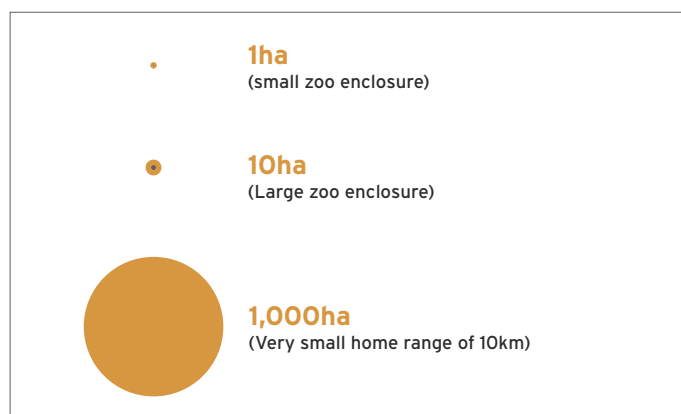 1ha
(small zoo enclosure)
10ha
(Large zoo enclosure)
1,000ha
(Very small home range of 10km)